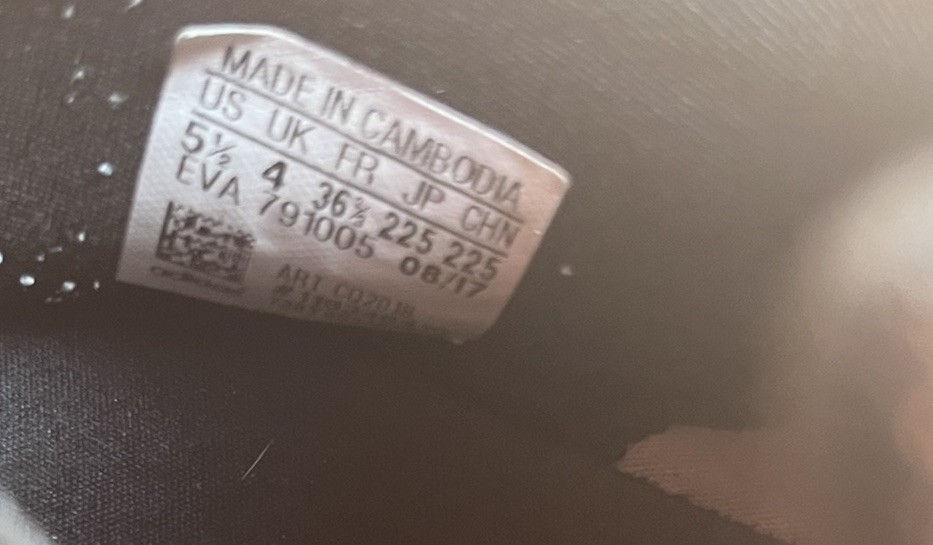 MADE IN CAMBODIA
US UK FR JP CHN
5½ 4 36⅔ 225 225
EVA 791005 08/17
ART